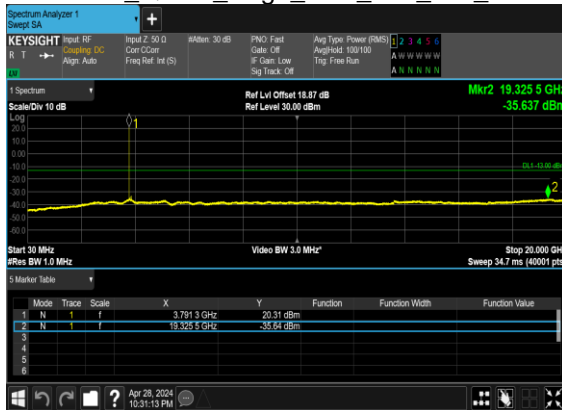 Spectrum Analyzer 1
Swept SA
+
KEYSIGHT Input: RF Input Z: 50 Ω #Atten: 30 dB PNO: Fast Avg Type: Power (RMS) 1 2 3 4 5 6
R T Coupling: DC Corr CCorr Gate: Off Avg|Hold: 100/100 A W W W W W
Align: Auto Freq Ref: Int (S) IF Gain: Low Trig: Free Run
Sig Track: Off A N N N N N
1 Spectrum Ref Lvl Offset 18.87 dB Mkr2 19.325 5 GHz
Scale/Div 10 dB Ref Level 30.00 dBm -35.637 dBm
Log
20.0
10.0
0.00
-10.0
-20.0
-30.0
-40.0
-50.0
-60.0
1
DL1 -13.00 dBm
2
Start 30 MHz Video BW 3.0 MHz* Stop 20.000 GHz
#Res BW 1.0 MHz Sweep 34.7 ms (40001 pts)
5 Marker Table
Mode Trace Scale X Y Function Function Width Function Value
1 N 1 f 3.791 3 GHz 20.31 dBm
2 N 1 f 19.325 5 GHz -35.64 dBm
3
4
5
6
? Apr 28, 2024
10:31:13 PM